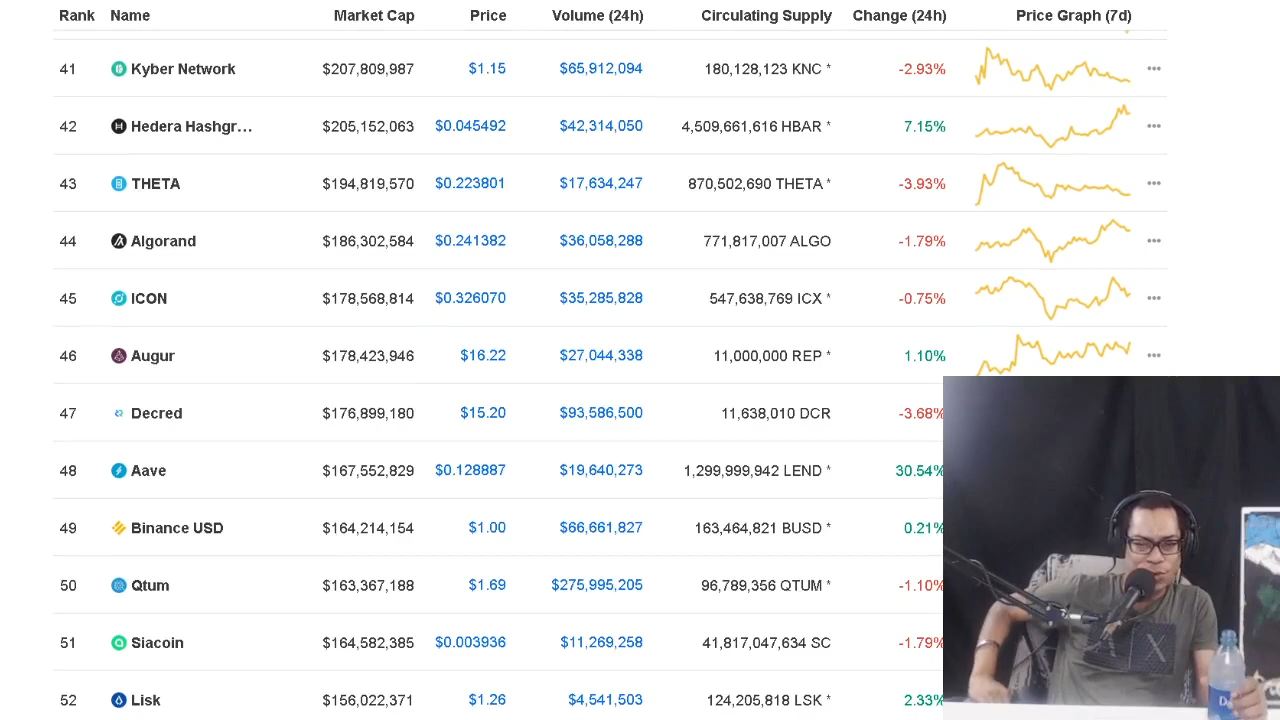 Rank Name Market Cap Price Volume (24h) Circulating Supply Change (24h) Price Graph (7d)
41 Kyber Network $207,809,987 $1.15 $65,912,094 180,128,123 KNC * -2.93% •••
42 Hedera Hashgr... $205,152,063 $0.045492 $42,314,050 4,509,661,616 HBAR * 7.15% •••
43 THETA $194,819,570 $0.223801 $17,634,247 870,502,690 THETA * -3.93% •••
44 Algorand $186,302,584 $0.241382 $36,058,288 771,817,007 ALGO -1.79% •••
45 ICON $178,568,814 $0.326070 $35,285,828 547,638,769 ICX * -0.75% •••
46 Augur $178,423,946 $16.22 $27,044,338 11,000,000 REP * 1.10% •••
47 Decred $176,899,180 $15.20 $93,586,500 11,638,010 DCR -3.68%
48 Aave $167,552,829 $0.128887 $19,640,273 1,299,999,942 LEND * 30.54%
49 Binance USD $164,214,154 $1.00 $66,661,827 163,464,821 BUSD * 0.21%
50 Qtum $163,367,188 $1.69 $275,995,205 96,789,356 QTUM * -1.10%
51 Siacoin $164,582,385 $0.003936 $11,269,258 41,817,047,634 SC -1.79%
52 Lisk $156,022,371 $1.26 $4,541,503 124,205,818 LSK * 2.33%